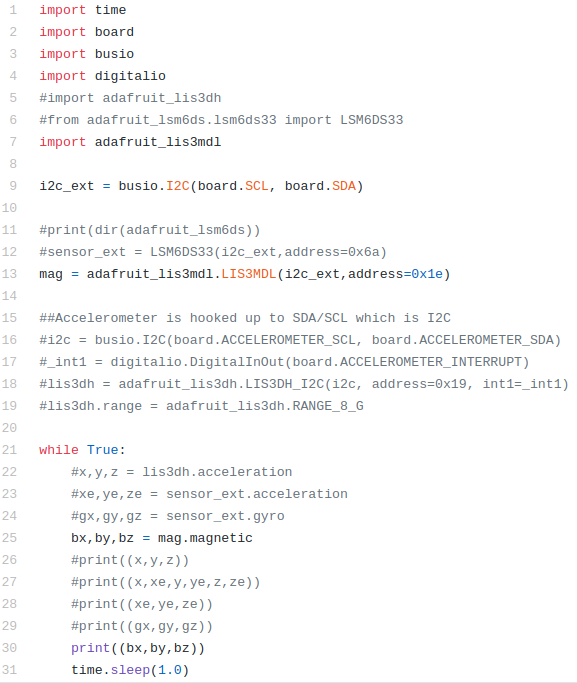 1 import time
2 import board
3 import busio
4 import digitalio
5 #import adafruit_lis3dh
6 #from adafruit_lsm6ds.lsm6ds33 import LSM6DS33
7 import adafruit_lis3mdl
8
9 i2c_ext = busio.I2C(board.SCL, board.SDA)
10
11 #print(dir(adafruit_lsm6ds))
12 #sensor_ext = LSM6DS33(i2c_ext,address=0x6a)
13 mag = adafruit_lis3mdl.LIS3MDL(i2c_ext,address=0x1e)
14
15 ##Accelerometer is hooked up to SDA/SCL which is I2C
16 #i2c = busio.I2C(board.ACCELEROMETER_SCL, board.ACCELEROMETER_SDA)
17 #_int1 = digitalio.DigitalInOut(board.ACCELEROMETER_INTERRUPT)
18 #lis3dh = adafruit_lis3dh.LIS3DH_I2C(i2c, address=0x19, int1=_int1)
19 #lis3dh.range = adafruit_lis3dh.RANGE_8_G
20
21 while True:
22     #x,y,z = lis3dh.acceleration
23     #xe,ye,ze = sensor_ext.acceleration
24     #gx,gy,gz = sensor_ext.gyro
25     bx,by,bz = mag.magnetic
26     #print((x,y,z))
27     #print((x,xe,y,ye,z,ze))
28     #print((xe,ye,ze))
29     #print((gx,gy,gz))
30     print((bx,by,bz))
31     time.sleep(1.0)